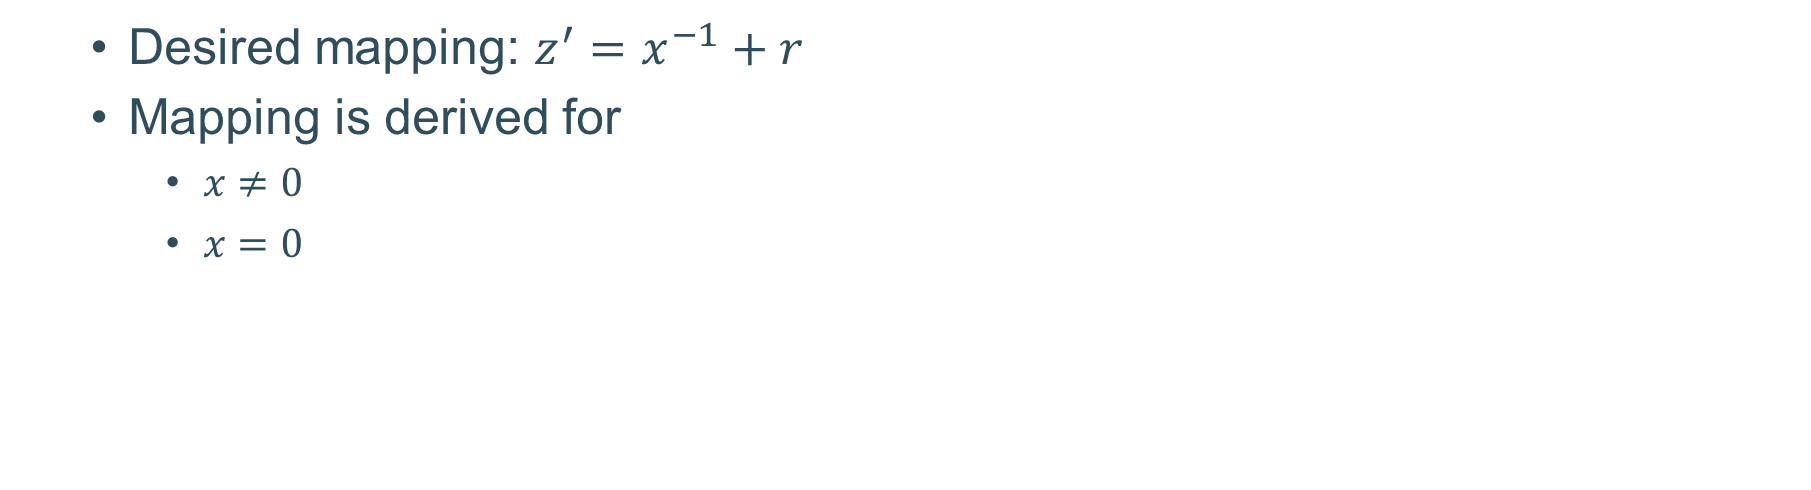 • Desired mapping: 𝑧′ = 𝑥⁻¹ + 𝑟
• Mapping is derived for
• 𝑥 ≠ 0
• 𝑥 = 0